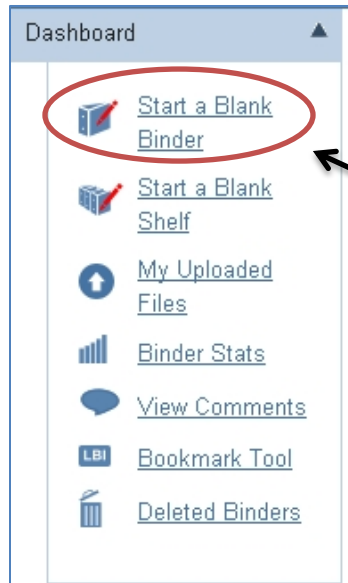 Dashboard
Start a Blank
Binder
Start a Blank
Shelf
My Uploaded
Files
Binder Stats
View Comments
LBI
Bookmark Tool
Deleted Binders